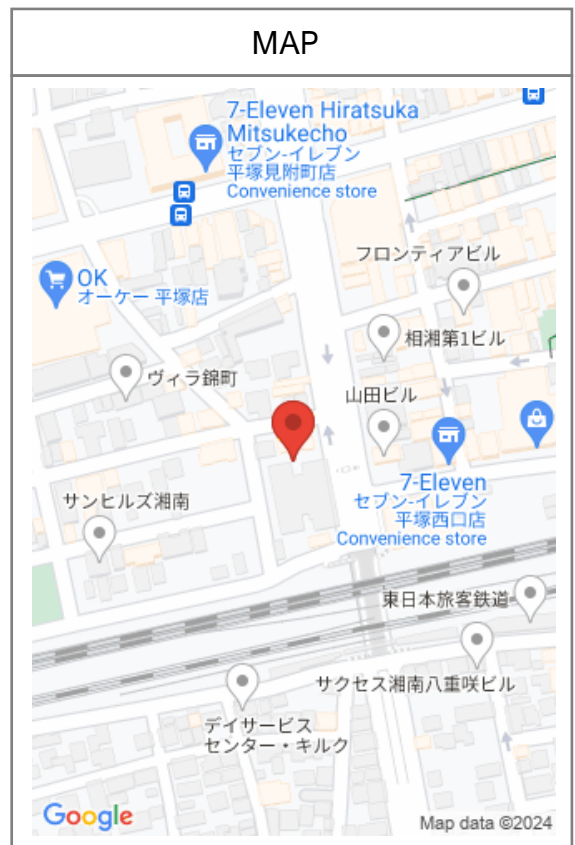 MAP
7-Eleven Hiratsuka
Mitsukecho
セブン-イレブン
平塚見附町店
Convenience store
フロンティアビル
OK
オーケー 平塚店
相湘第1ビル
ヴィラ錦町
山田ビル
7-Eleven
セブン-イレブン
平塚西口店
Convenience store
サンヒルズ湘南
東日本旅客鉄道
サクセス湘南八重咲ビル
デイサービス
センター・キルク
Google
Map data ©2024